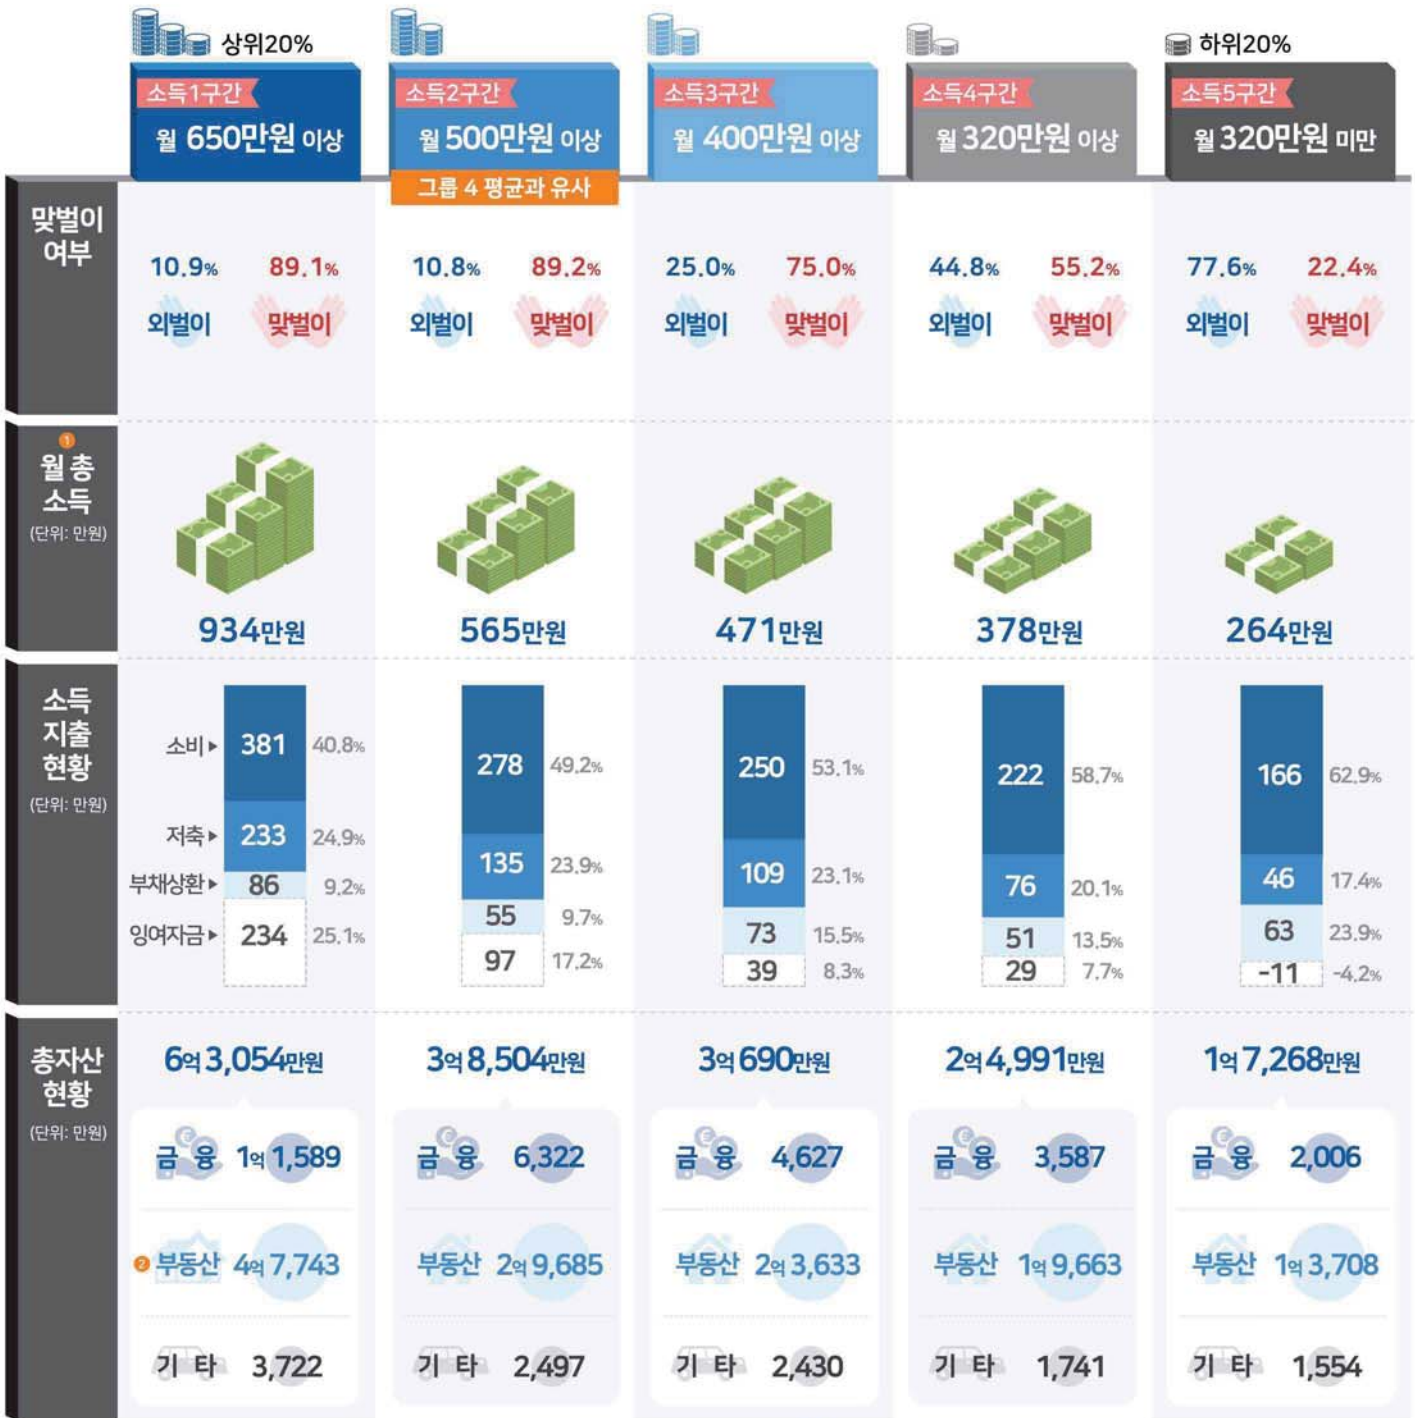 상위20%
하위20%
소득1구간
소득2구간
소득3구간
소득4구간
소득5구간
월 650만원 이상
월 500만원 이상
월 400만원 이상
월 320만원 이상
월 320만원 미만
그룹 4 평균과 유사
맞벌이
여부
10.9% 89.1%
10.8% 89.2%
25.0% 75.0%
44.8% 55.2%
77.6% 22.4%
외벌이 맞벌이
외벌이 맞벌이
외벌이 맞벌이
외벌이 맞벌이
외벌이 맞벌이
1
월 총
소득
(단위: 만원)
934만원
565만원
471만원
378만원
264만원
소득
지출
현황
(단위: 만원)
소비▶ 381 40.8%
저축▶ 233 24.9%
부채상환▶ 86 9.2%
잉여자금▶ 234 25.1%
278 49.2%
135 23.9%
55 9.7%
97 17.2%
250 53.1%
109 23.1%
73 15.5%
39 8.3%
222 58.7%
76 20.1%
51 13.5%
29 7.7%
166 62.9%
46 17.4%
63 23.9%
-11 -4.2%
총자산
현황
(단위: 만원)
6억 3,054만원
3억 8,504만원
3억 690만원
2억 4,991만원
1억 7,268만원
금 융 1억 1,589
2 부동산 4억 7,743
기 타 3,722
금 융 6,322
부동산 2억 9,685
기 타 2,497
금 융 4,627
부동산 2억 3,633
기 타 2,430
금 융 3,587
부동산 1억 9,663
기 타 1,741
금 융 2,006
부동산 1억 3,708
기 타 1,554